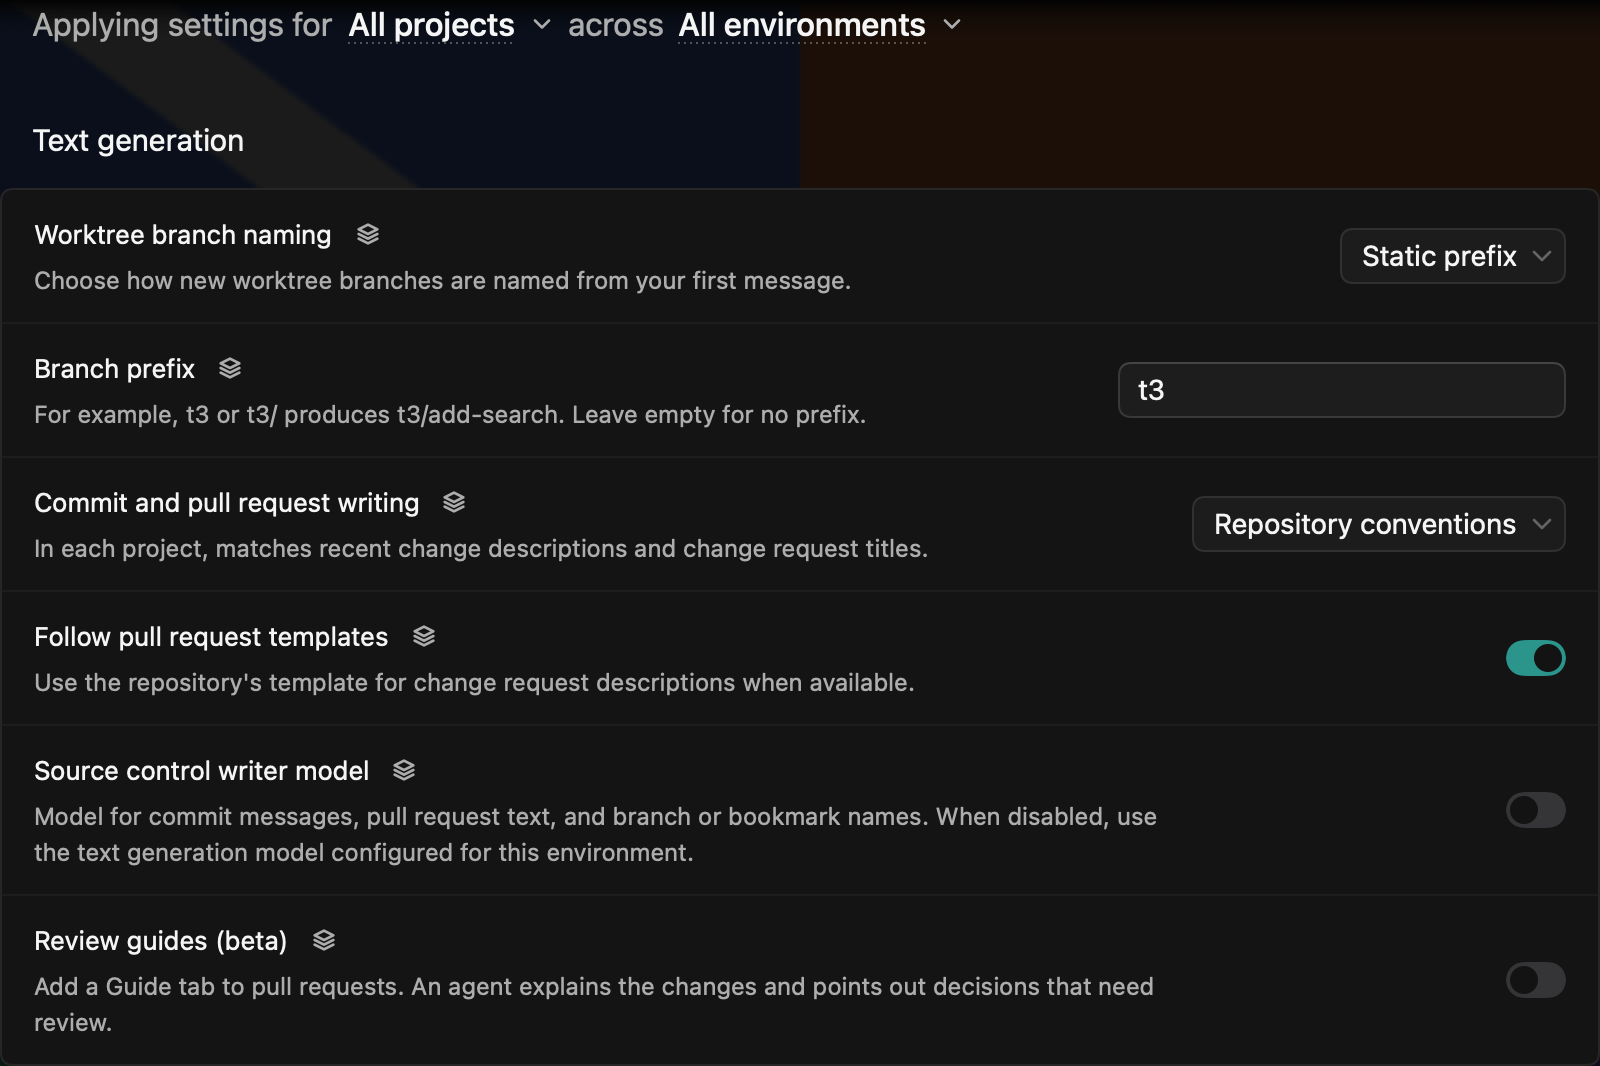 Applying settings for All projects across All environments
Text generation
Worktree branch naming
Choose how new worktree branches are named from your first message.
Static prefix
Branch prefix
For example, t3 or t3/ produces t3/add-search. Leave empty for no prefix.
t3
Commit and pull request writing
In each project, matches recent change descriptions and change request titles.
Repository conventions
Follow pull request templates
Use the repository's template for change request descriptions when available.
Source control writer model
Model for commit messages, pull request text, and branch or bookmark names. When disabled, use
the text generation model configured for this environment.
Review guides (beta)
Add a Guide tab to pull requests. An agent explains the changes and points out decisions that need
review.